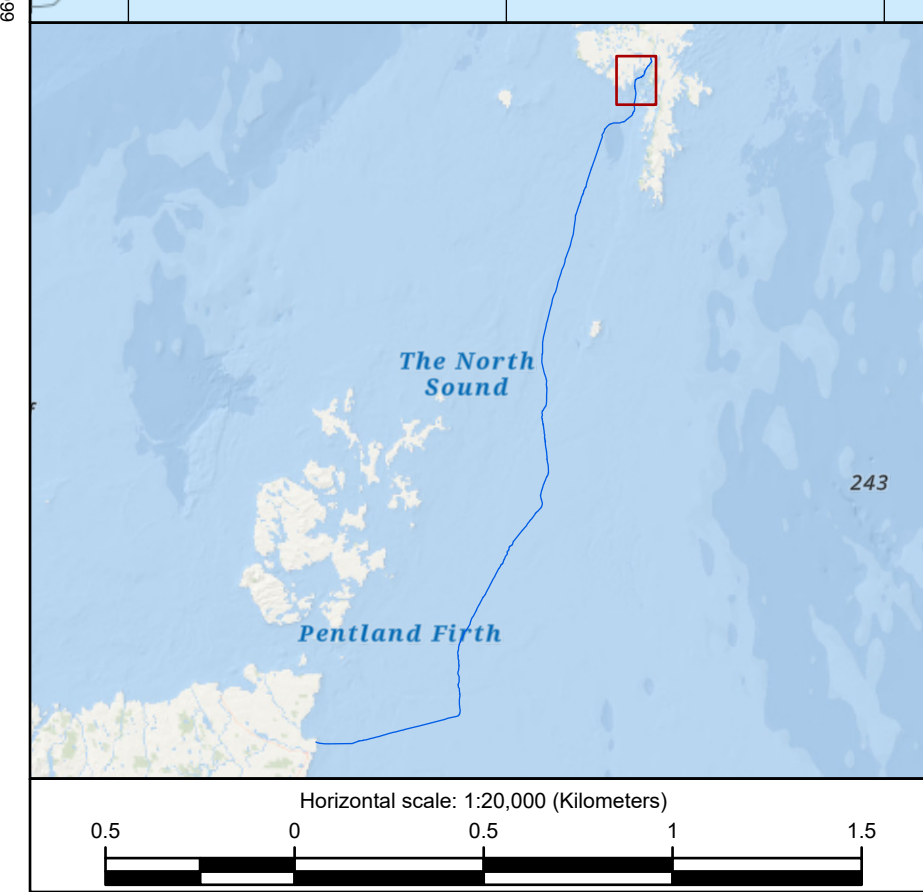 66
The North
Sound
243
Pentland Firth
Horizontal scale: 1:20,000 (Kilometers)
0.5 0 0.5 1 1.5